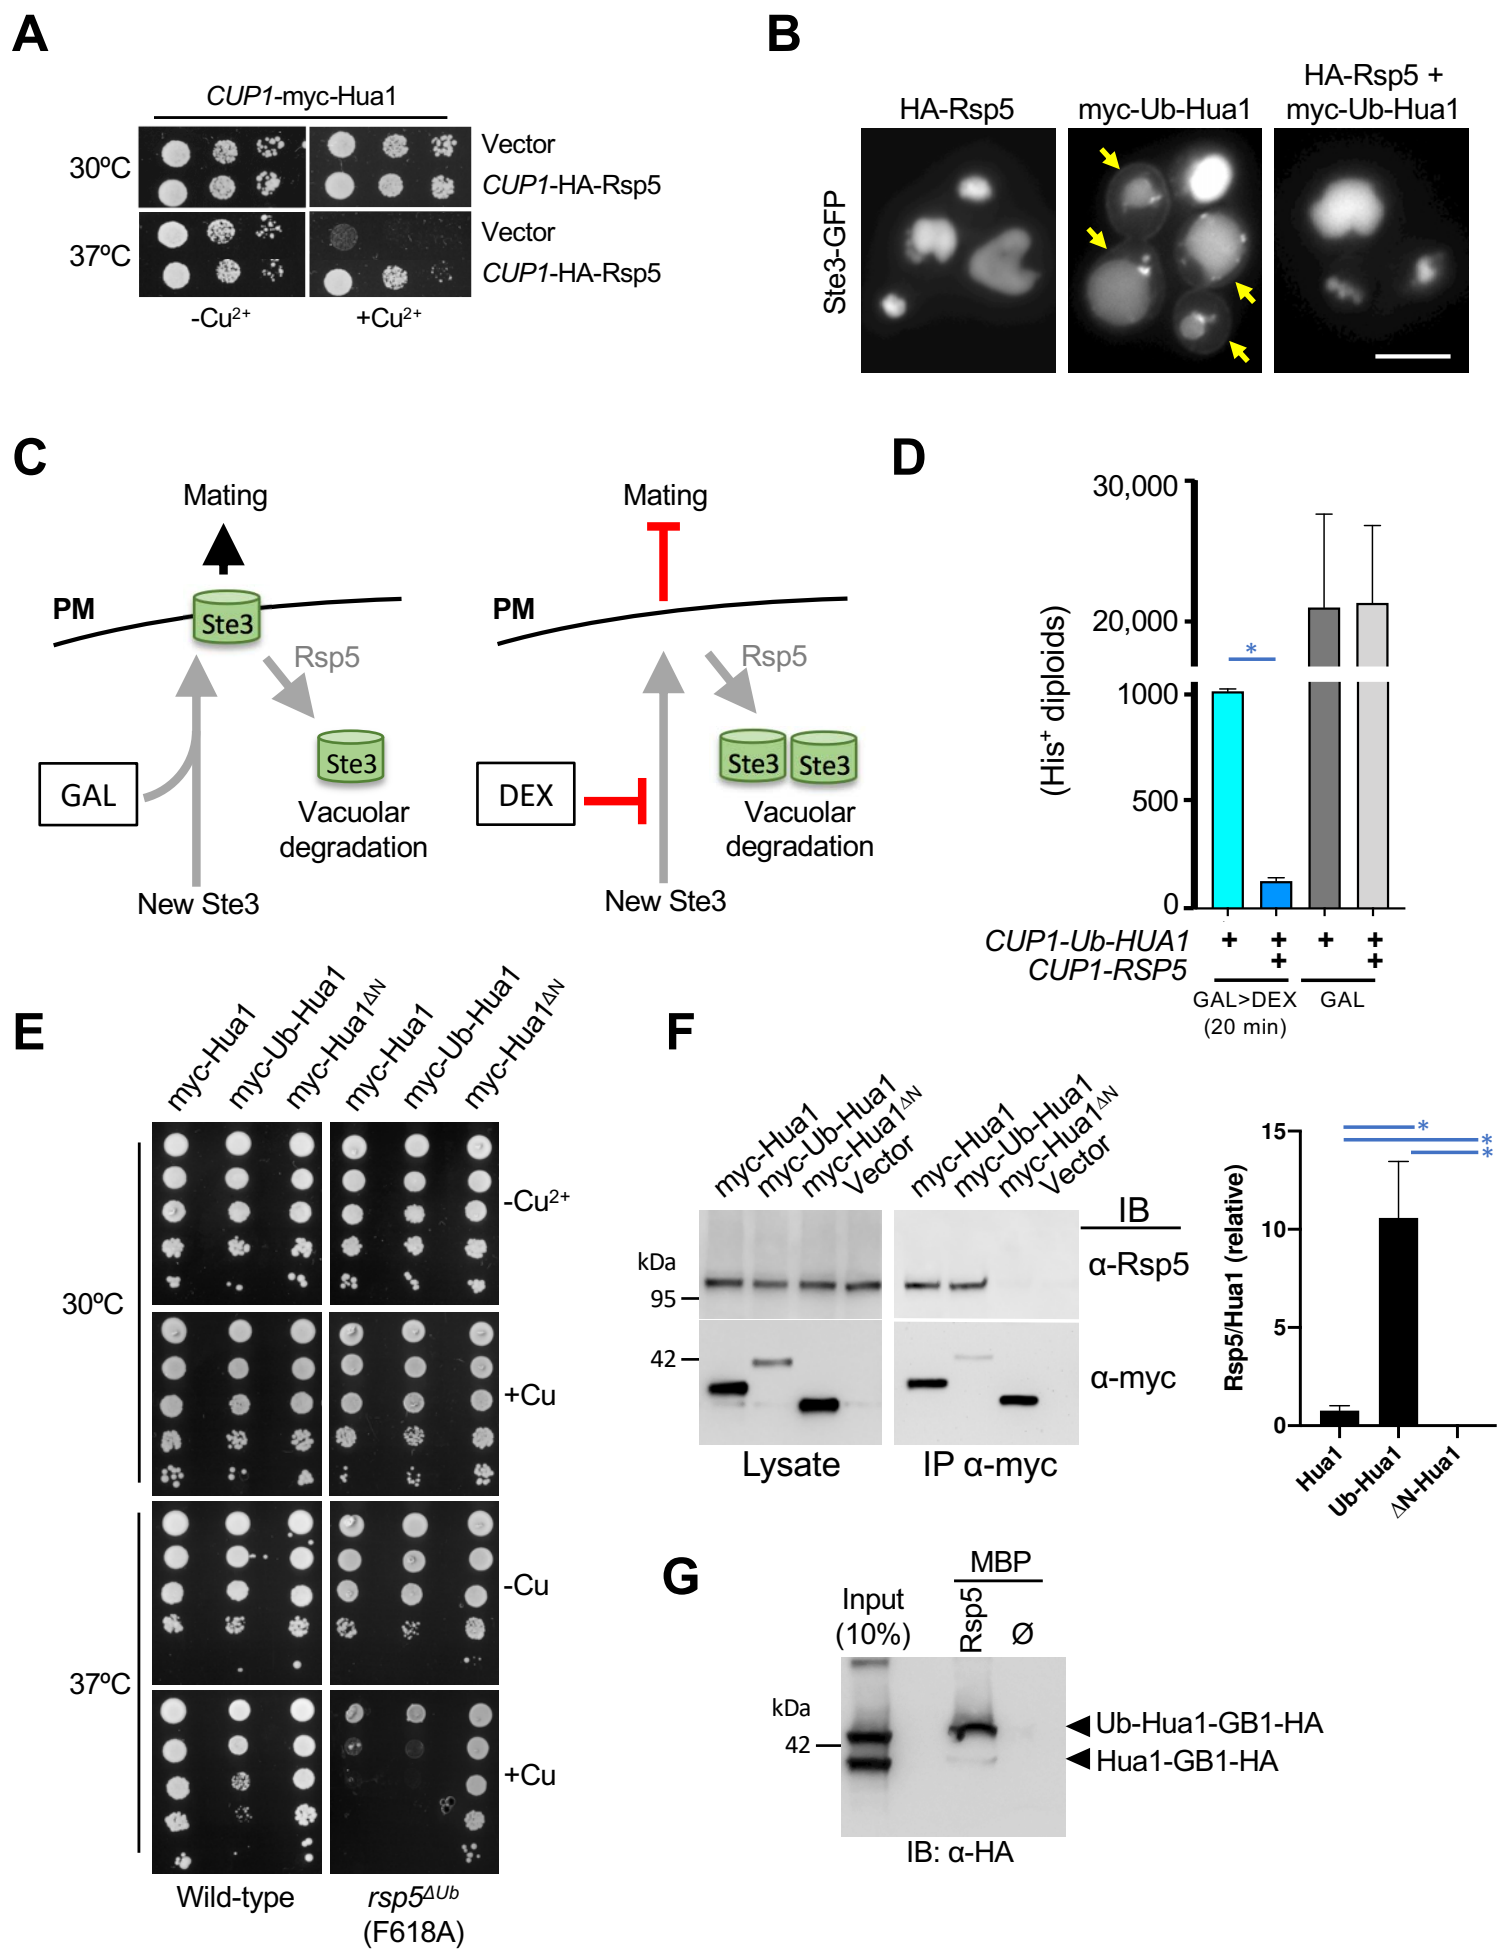 A
CUP1-myc-Hua1
30ºC
Vector
CUP1-HA-Rsp5
37ºC
Vector
CUP1-HA-Rsp5
-Cu²⁺
+Cu²⁺
B
HA-Rsp5
myc-Ub-Hua1
HA-Rsp5 +
myc-Ub-Hua1
Ste3-GFP
C
Mating
PM
Ste3
Rsp5
GAL
Ste3
Vacuolar
degradation
New Ste3
Mating
PM
Rsp5
DEX
Ste3
Ste3
Vacuolar
degradation
New Ste3
D
30,000
20,000
1000
500
0
(His⁺ diploids)
*
CUP1-Ub-HUA1 + + + +
CUP1-RSP5 + +
GAL>DEX
(20 min)
GAL
E
myc-Hua1
myc-Ub-Hua1
myc-Hua1ᐞᴺ
myc-Hua1
myc-Ub-Hua1
myc-Hua1ᐞᴺ
30ºC
-Cu²⁺
+Cu
37ºC
-Cu
+Cu
Wild-type
rsp5ᐞᵁᵇ
(F618A)
F
myc-Hua1
myc-Ub-Hua1
myc-Hua1ᐞᴺ
Vector
myc-Hua1
myc-Ub-Hua1
myc-Hua1ᐞᴺ
Vector
IB
kDa
95
42
α-Rsp5
α-myc
Lysate
IP α-myc
Rsp5/Hua1 (relative)
15
10
5
0
*
*
*
Hua1
Ub-Hua1
ΔN-Hua1
G
Input
(10%)
MBP
Rsp5
Ø
kDa
42
Ub-Hua1-GB1-HA
Hua1-GB1-HA
IB: α-HA